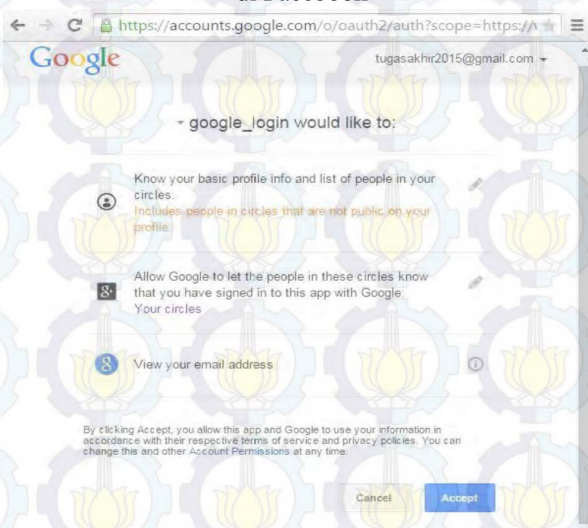 https://accounts.google.com/o/oauth2/auth?scope=https://
Google
tugasakhir2015@gmail.com
google_login would like to:
Know your basic profile info and list of people in your
circles.
Includes people in circles that are not public on your
profile.
Allow Google to let the people in these circles know
that you have signed in to this app with Google:
Your circles
View your email address
By clicking Accept, you allow this app and Google to use your information in
accordance with their respective terms of service and privacy policies. You can
change this and other Account Permissions at any time.
Cancel Accept